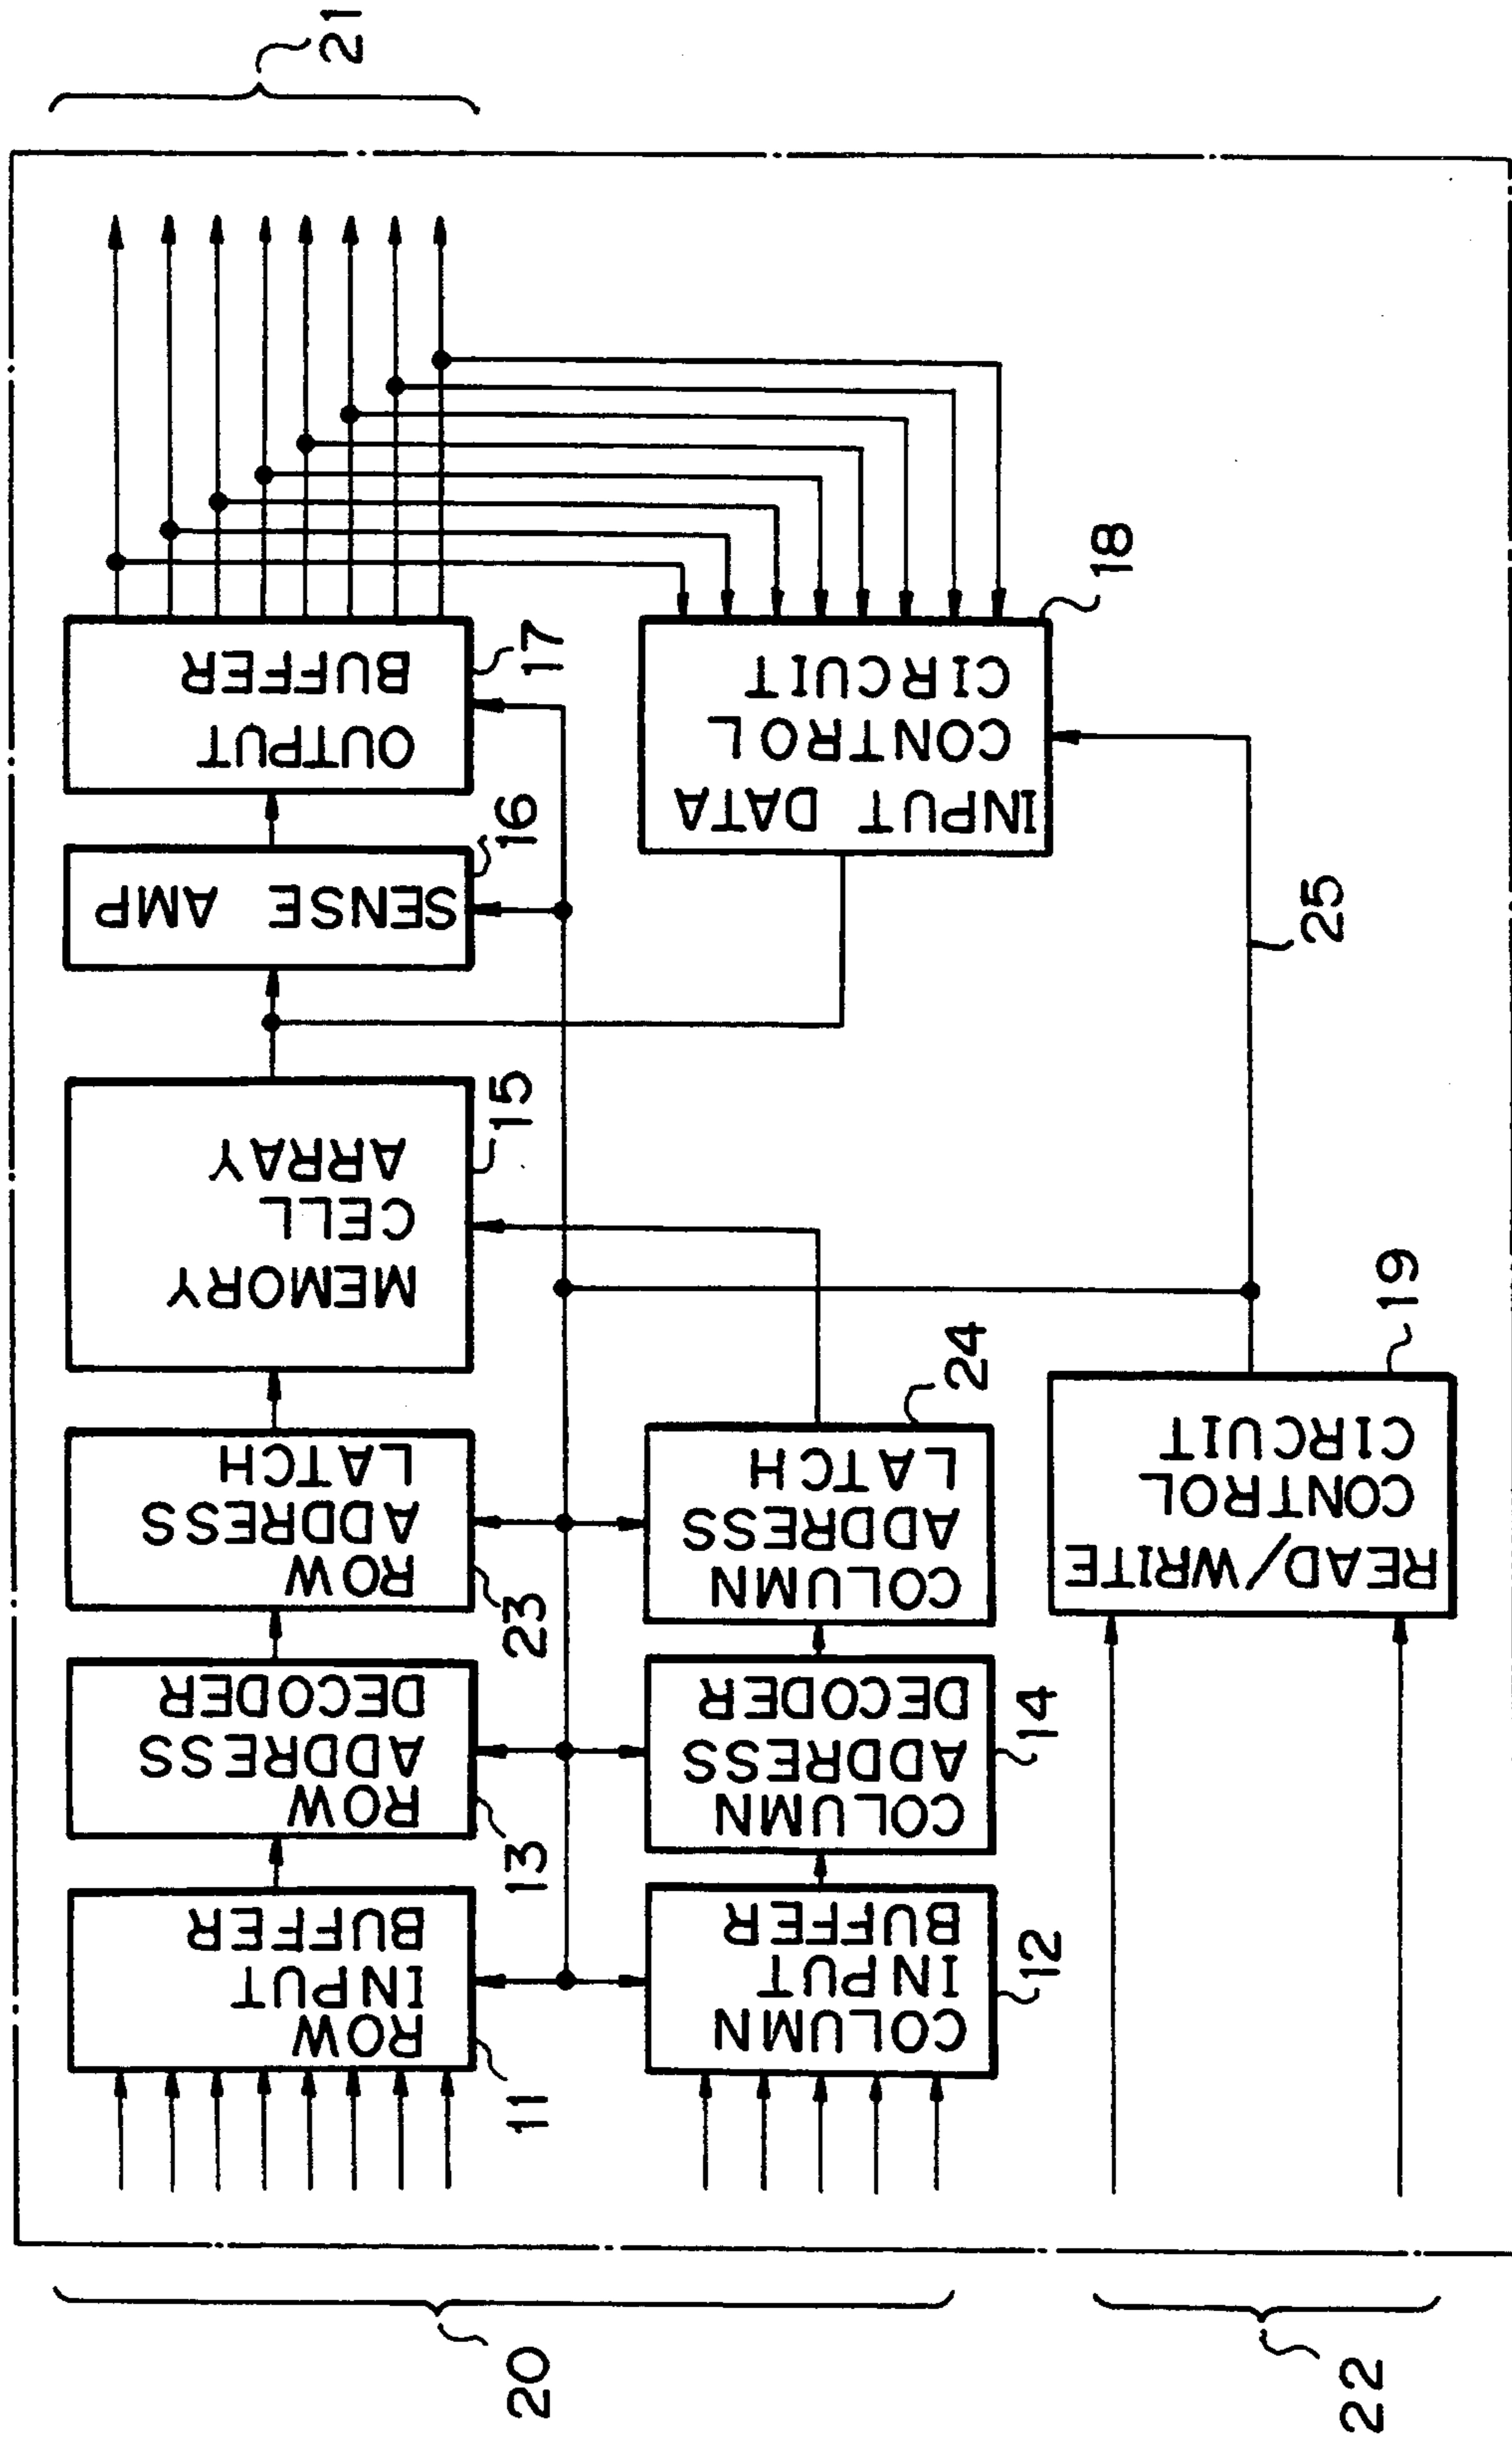 20
22
21
ROW
INPUT
BUFFER
11
ROW
ADDRESS
DECODER
13
ROW
ADDRESS
LATCH
23
MEMORY
CELL
ARRAY
15
SENSE AMP
16
OUTPUT
BUFFER
17
COLUMN
INPUT
BUFFER
12
COLUMN
ADDRESS
DECODER
14
COLUMN
ADDRESS
LATCH
24
INPUT DATA
CONTROL
CIRCUIT
18
READ/WRITE
CONTROL
CIRCUIT
19
25